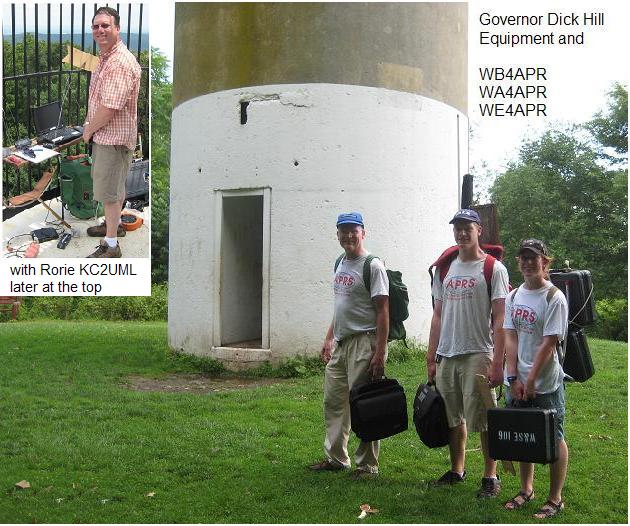 Governor Dick Hill
Equipment and
WB4APR
WA4APR
WE4APR
with Rorie KC2UML
later at the top
APRS
APRS
APRS